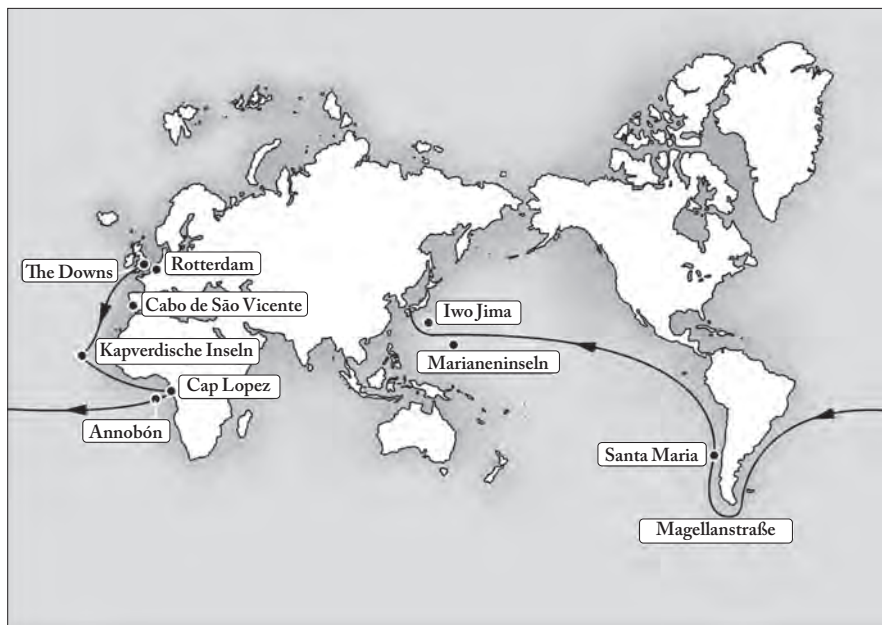 The Downs
Rotterdam
Cabo de São Vicente
Iwo Jima
Kapverdische Inseln
Marianeninseln
Cap Lopez
Annobón
Santa Maria
Magellanstraße